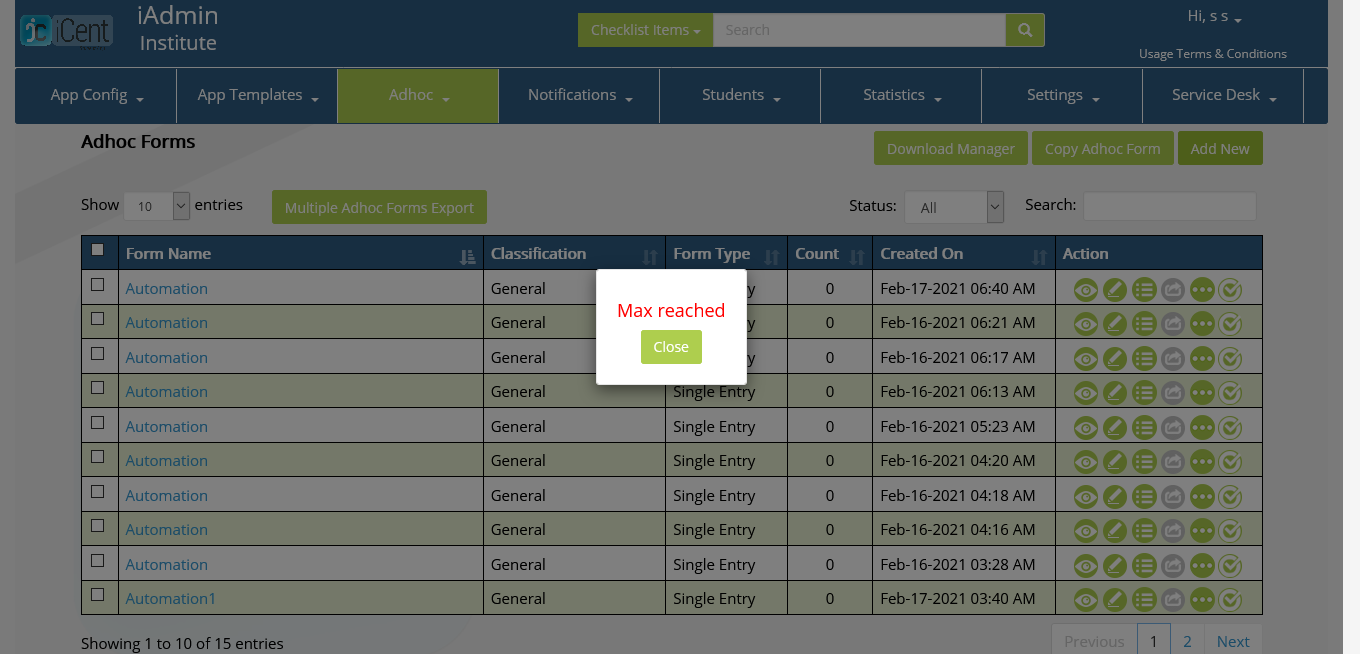 iCent
iAdmin
Institute
Checklist Items
Search
Hi, s s
Usage Terms & Conditions
App Config
App Templates
Adhoc
Notifications
Students
Statistics
Settings
Service Desk
Adhoc Forms
Download Manager
Copy Adhoc Form
Add New
Show 10 entries
Multiple Adhoc Forms Export
Status: All
Search:
Form Name Classification Form Type Count Created On Action
Automation General y 0 Feb-17-2021 06:40 AM
Automation General y 0 Feb-16-2021 06:21 AM
Automation General y 0 Feb-16-2021 06:17 AM
Automation General Single Entry 0 Feb-16-2021 06:13 AM
Automation General Single Entry 0 Feb-16-2021 05:23 AM
Automation General Single Entry 0 Feb-16-2021 04:20 AM
Automation General Single Entry 0 Feb-16-2021 04:18 AM
Automation General Single Entry 0 Feb-16-2021 04:16 AM
Automation General Single Entry 0 Feb-16-2021 03:28 AM
Automation1 General Single Entry 0 Feb-17-2021 03:40 AM
Max reached
Close
Showing 1 to 10 of 15 entries
Previous 1 2 Next